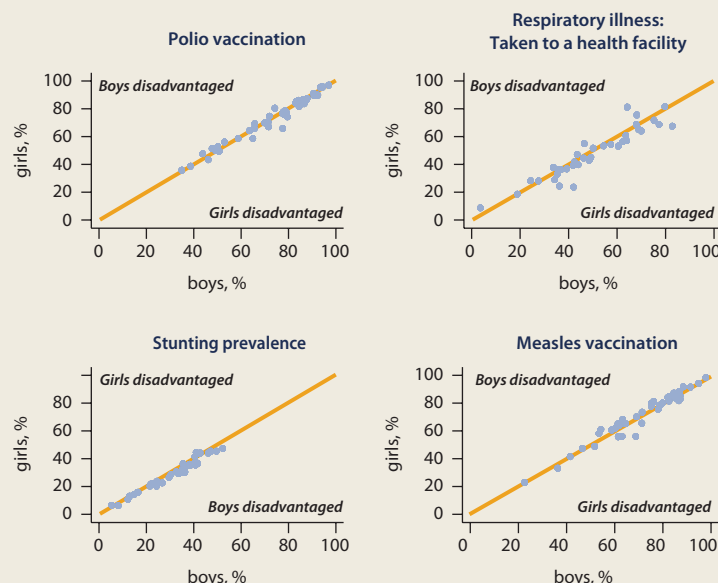 Polio vaccination
100
80
60
40
20
0
girls, %
Boys disadvantaged
Girls disadvantaged
0 20 40 60 80 100
boys, %
Respiratory illness:
Taken to a health facility
100
80
60
40
20
0
girls, %
Boys disadvantaged
Girls disadvantaged
0 20 40 60 80 100
boys, %
Stunting prevalence
80
60
40
20
0
girls, %
Girls disadvantaged
Boys disadvantaged
0 20 40 60 80 100
boys, %
Measles vaccination
100
80
60
40
20
0
girls, %
Boys disadvantaged
Girls disadvantaged
0 20 40 60 80 100
boys, %